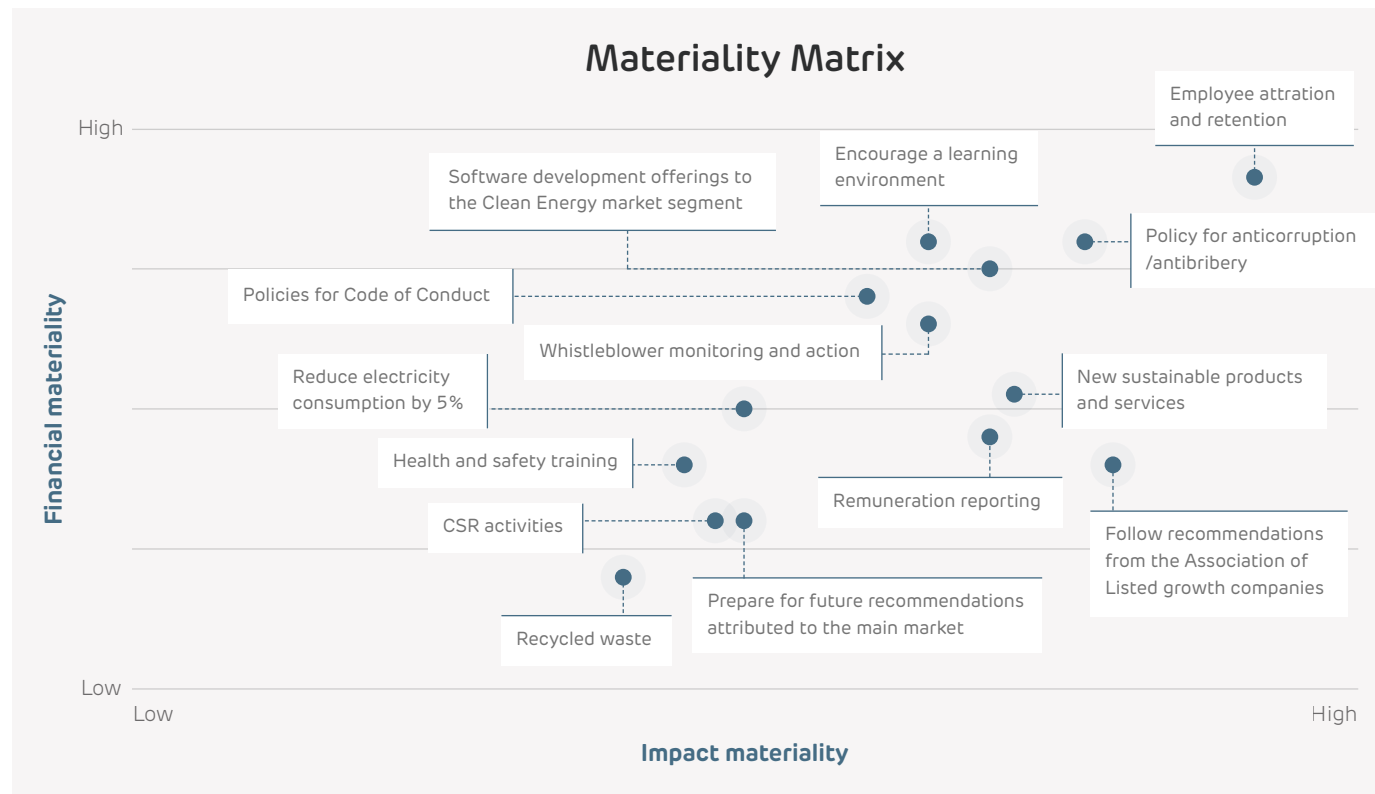 Materiality Matrix
Employee attration
and retention
High
Encourage a learning
environment
Software development offerings to
the Clean Energy market segment
Policy for anticorruption
/antibribery
Policies for Code of Conduct
Whistleblower monitoring and action
Reduce electricity
consumption by 5%
New sustainable products
and services
Financial materiality
Health and safety training
Remuneration reporting
CSR activities
Follow recommendations
from the Association of
Listed growth companies
Prepare for future recommendations
attributed to the main market
Recycled waste
Low
Low
High
Impact materiality